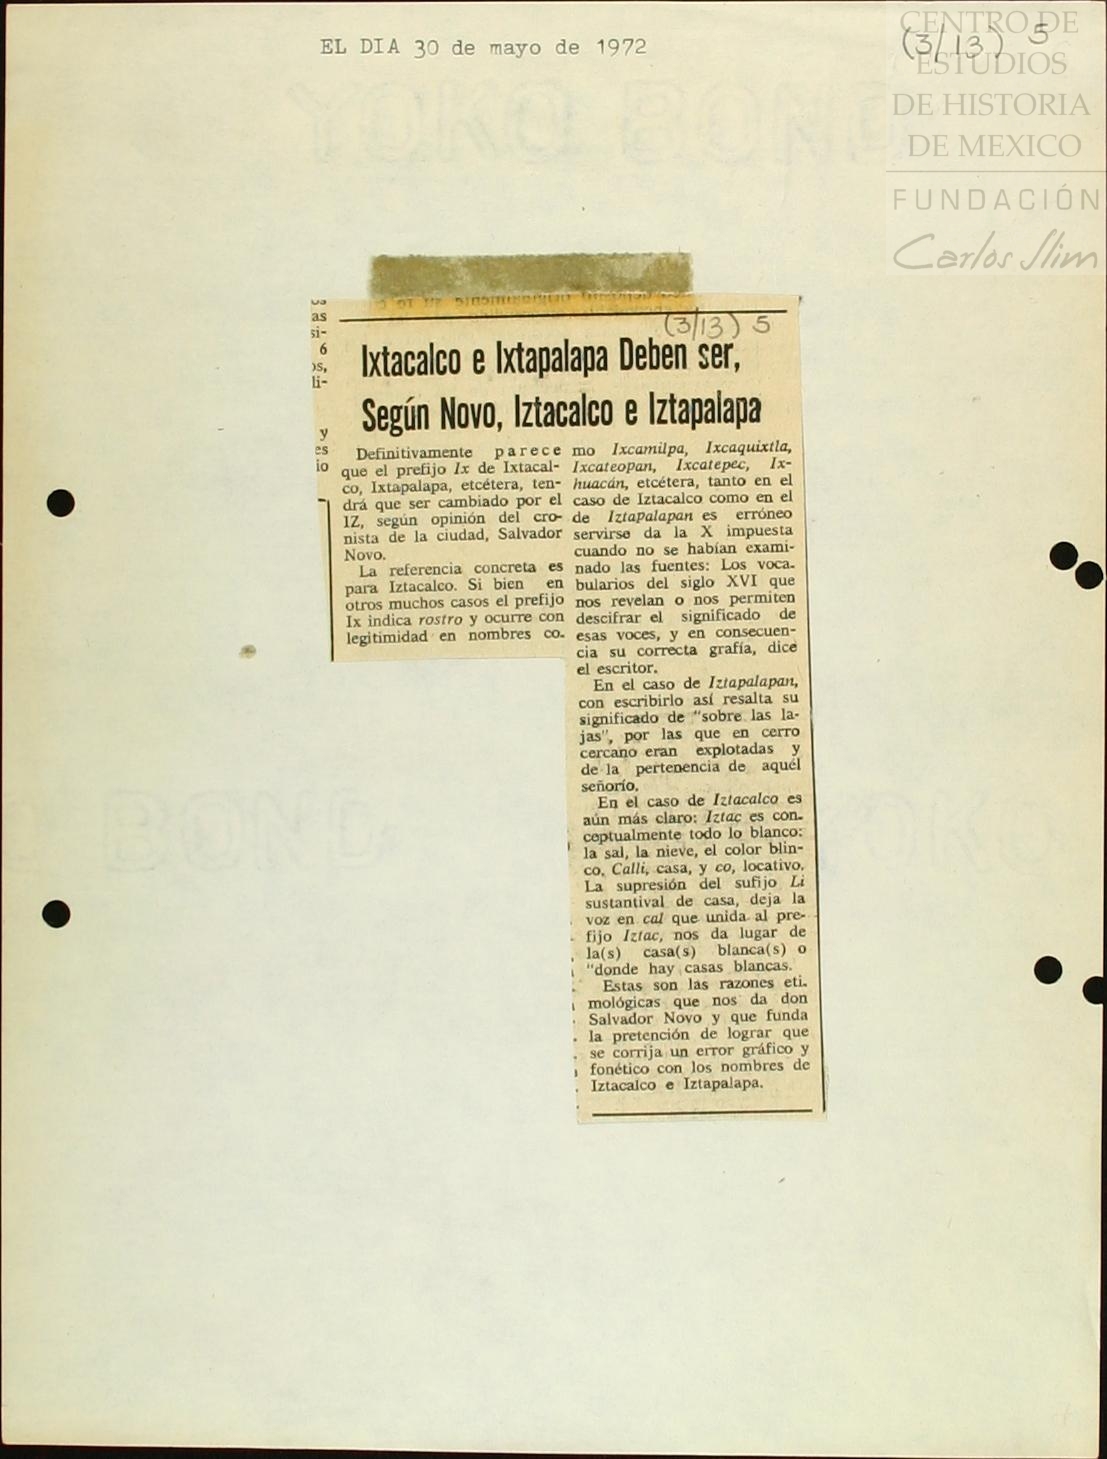 EL DIA 30 de mayo de 1972
(3/13) 5
CENTRO DE
ESTUDIOS
DE HISTORIA
DE MEXICO
FUNDACIÓN
Carlos Slim
as
si-
6
os,
li-
y
es
io
(3/13) 5
Ixtacalco e Ixtapalapa Deben ser,
Según Novo, Iztacalco e Iztapalapa
Definitivamente parece
que el prefijo Ix de Ixtacal-
co, Ixtapalapa, etcétera, ten-
drá que ser cambiado por el
IZ, según opinión del cro-
nista de la ciudad, Salvador
Novo.
La referencia concreta es
para Iztacalco. Si bien en
otros muchos casos el prefijo
Ix indica rostro y ocurre con
legitimidad en nombres co-
mo Ixcamilpa, Ixcaquixtla,
Ixcateopan, Ixcatepec, Ix-
huacán, etcétera, tanto en el
caso de Iztacalco como en el
de Iztapalapan es erróneo
servirse da la X impuesta
cuando no se habían exami-
nado las fuentes: Los voca-
bularios del siglo XVI que
nos revelan o nos permiten
descifrar el significado de
esas voces, y en consecuen-
cia su correcta grafía, dice
el escritor.
En el caso de Iztapalapan,
con escribirlo así resalta su
significado de "sobre las la-
jas", por las que en cerro
cercano eran explotadas y
de la pertenencia de aquél
señorío.
En el caso de Iztacalco es
aún más claro: Iztac es con-
ceptualmente todo lo blanco:
la sal, la nieve, el color blin-
co. Calli, casa, y co, locativo.
La supresión del sufijo Li
sustantival de casa, deja la
voz en cal que unida al pre-
fijo Iztac, nos da lugar de
la(s) casa(s) blanca(s) o
"donde hay casas blancas.
Estas son las razones eti-
mológicas que nos da don
Salvador Novo y que funda
la pretención de lograr que
se corrija un error gráfico y
fonético con los nombres de
Iztacalco e Iztapalapa.